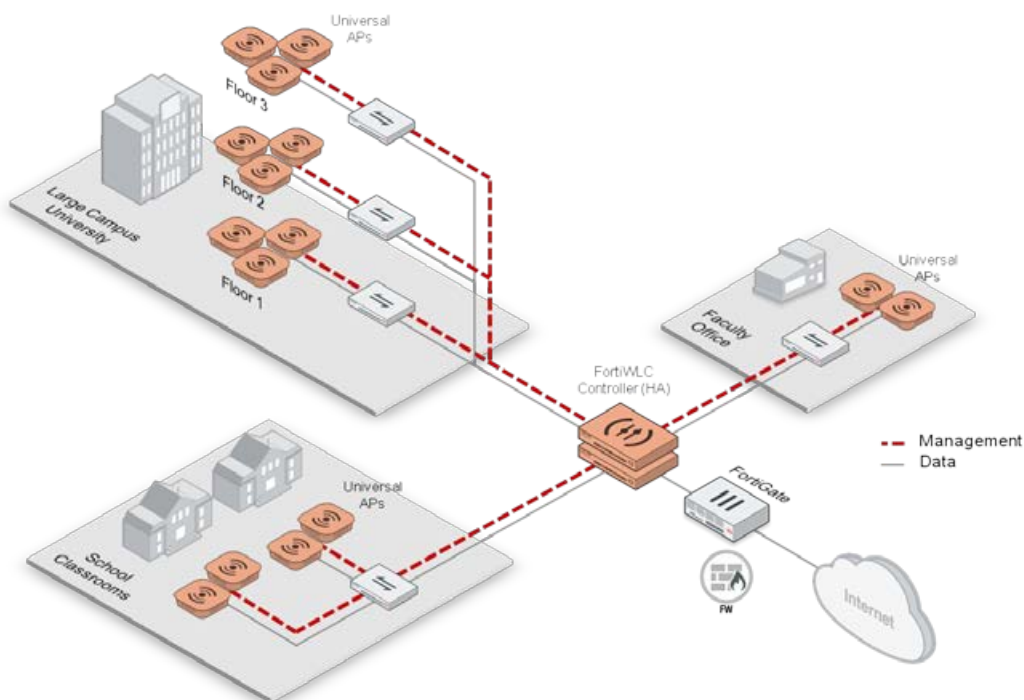 Universal
APs
Floor 3
Floor 2
Floor 1
Large Campus
University
Universal
APs
Faculty
Office
FortiWLC
Controller (HA)
Management
Data
FortiGate
FW
Internet
Universal
APs
School
Classrooms